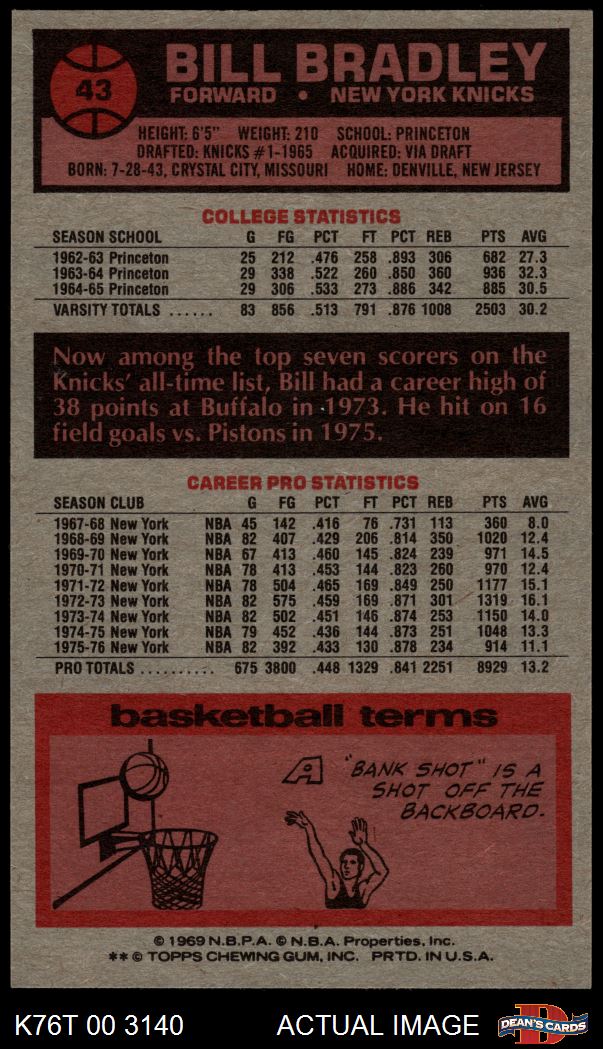 43
BILL BRADLEY
FORWARD • NEW YORK KNICKS
HEIGHT: 6'5" WEIGHT: 210 SCHOOL: PRINCETON
DRAFTED: KNICKS #1-1965 ACQUIRED: VIA DRAFT
BORN: 7-28-43, CRYSTAL CITY, MISSOURI HOME: DENVILLE, NEW JERSEY
COLLEGE STATISTICS
SEASON SCHOOL G FG PCT FT PCT REB PTS AVG
1962-63 Princeton 25 212 .476 258 .893 306 682 27.3
1963-64 Princeton 29 338 .522 260 .850 360 936 32.3
1964-65 Princeton 29 306 .533 273 .886 342 885 30.5
VARSITY TOTALS ...... 83 856 .513 791 .876 1008 2503 30.2
Now among the top seven scorers on the
Knicks' all-time list, Bill had a career high of
38 points at Buffalo in 1973. He hit on 16
field goals vs. Pistons in 1975.
CAREER PRO STATISTICS
SEASON CLUB G FG PCT FT PCT REB PTS AVG
1967-68 New York NBA 45 142 .416 76 .731 113 360 8.0
1968-69 New York NBA 82 407 .429 206 .814 350 1020 12.4
1969-70 New York NBA 67 413 .460 145 .824 239 971 14.5
1970-71 New York NBA 78 413 .453 144 .823 260 970 12.4
1971-72 New York NBA 78 504 .465 169 .849 250 1177 15.1
1972-73 New York NBA 82 575 .459 169 .871 301 1319 16.1
1973-74 New York NBA 82 502 .451 146 .874 253 1150 14.0
1974-75 New York NBA 79 452 .436 144 .873 251 1048 13.3
1975-76 New York NBA 82 392 .433 130 .878 234 914 11.1
PRO TOTALS .......... 675 3800 .448 1329 .841 2251 8929 13.2
basketball terms
A "BANK SHOT" IS A
SHOT OFF THE
BACKBOARD.
© 1969 N.B.P.A. © N.B.A. Properties, Inc.
** © TOPPS CHEWING GUM, INC. PRTD. IN U.S.A.
K76T 00 3140 ACTUAL IMAGE DEAN'S CARDS